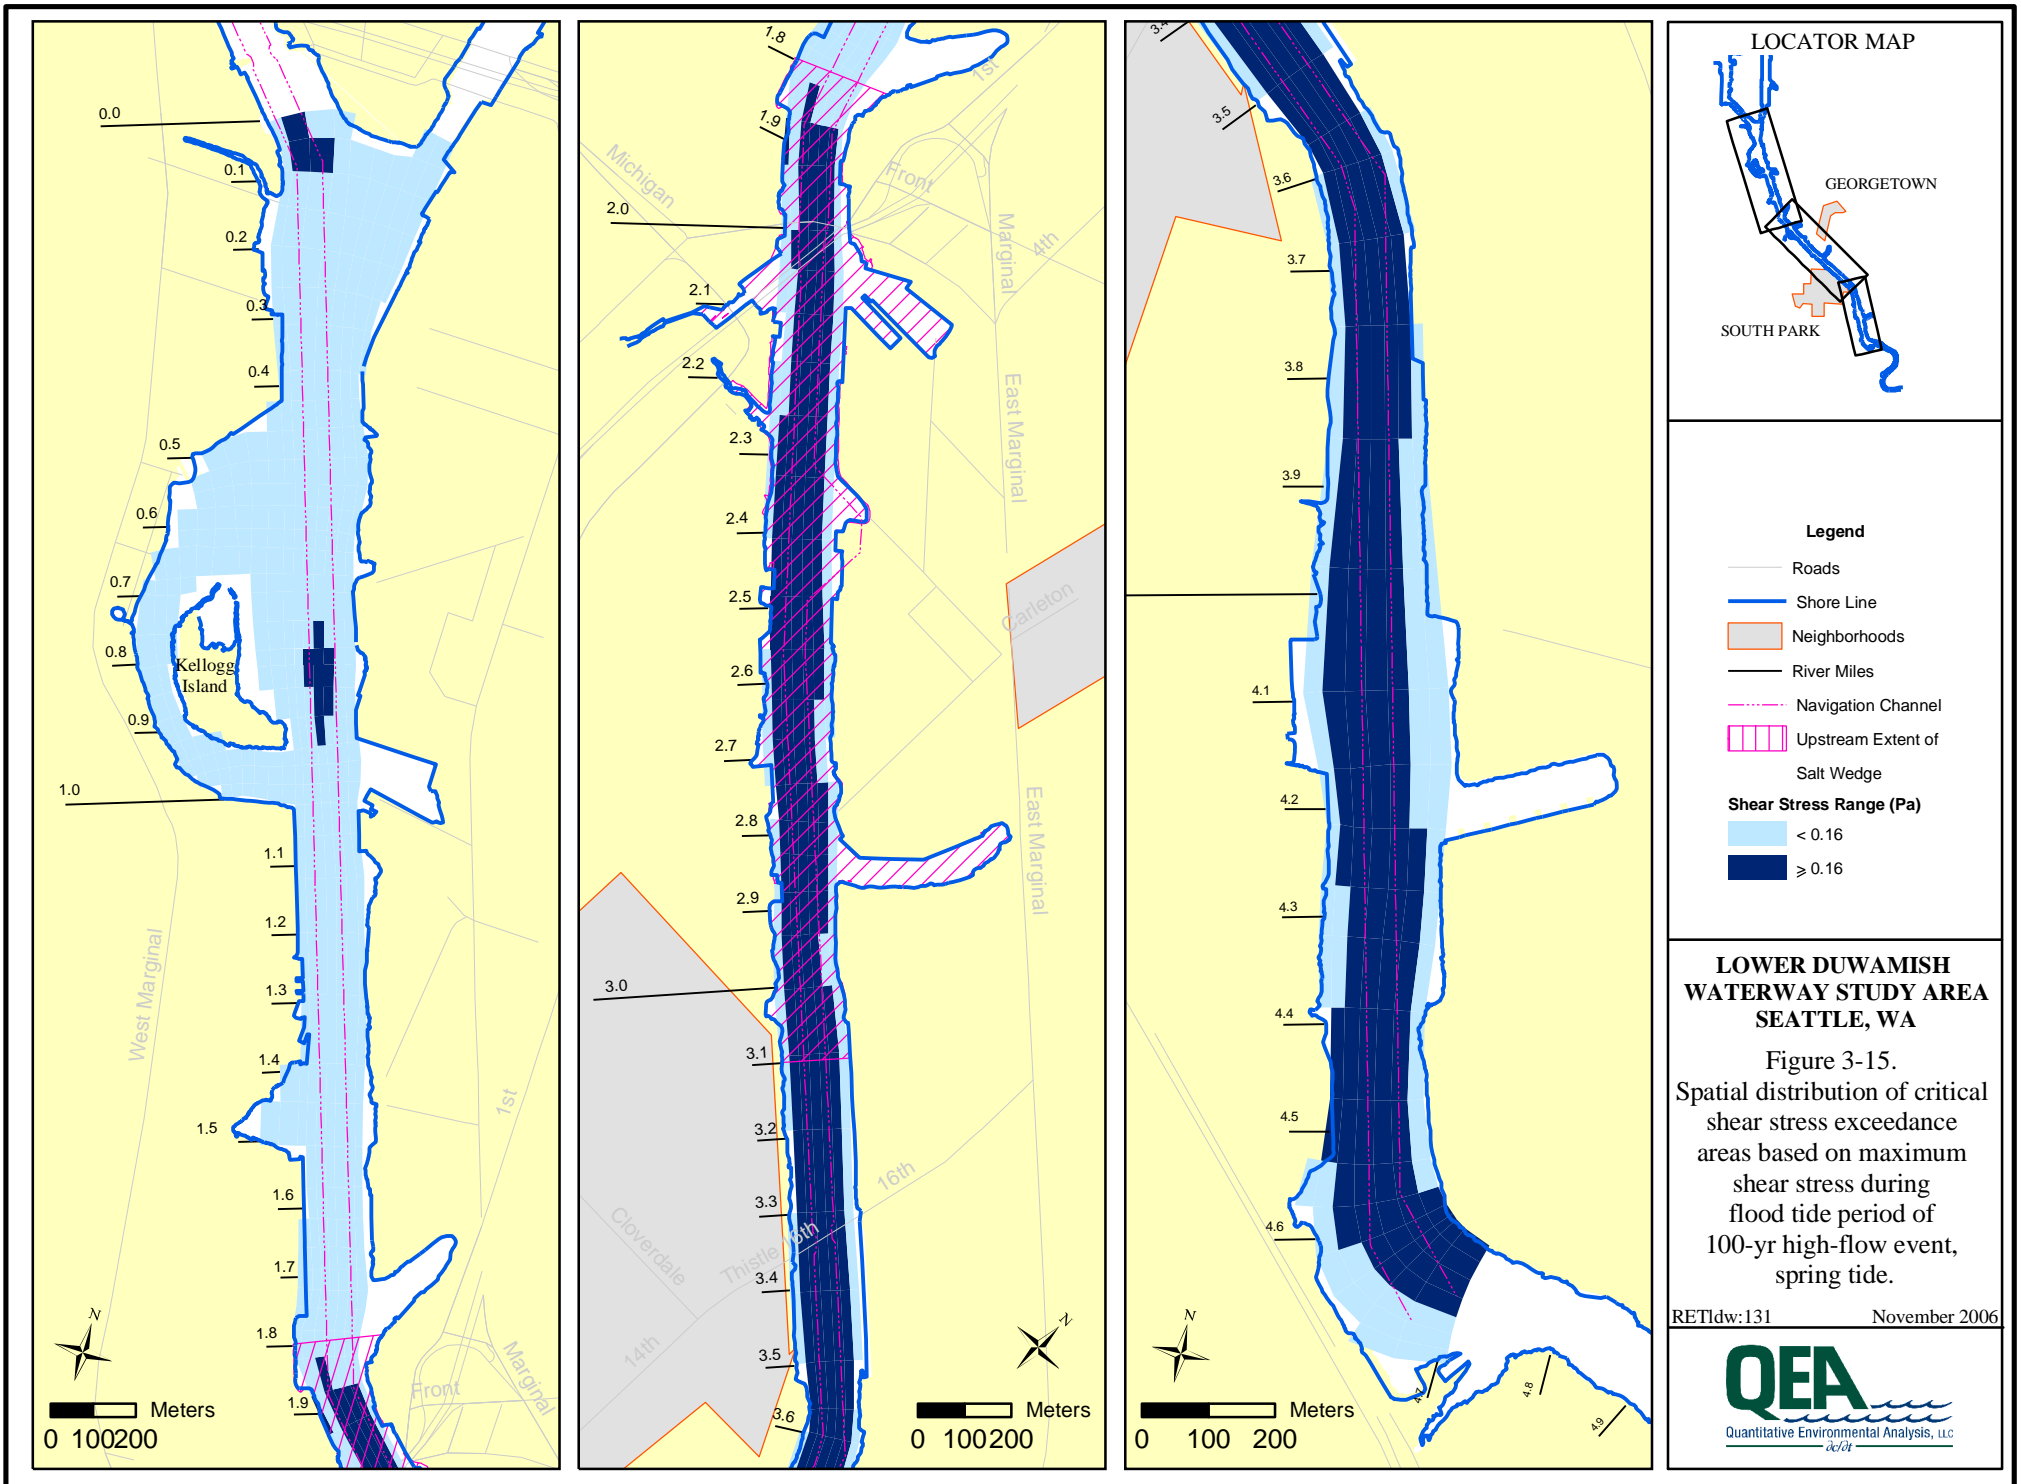 0.0
0.1
0.2
0.3
0.4
0.5
0.6
0.7
0.8
0.9
1.0
1.1
1.2
1.3
1.4
1.5
1.6
1.7
1.8
1.9
Kellogg
Island
West Marginal
1st
Front
Marginal
N
Meters
0 100 200
1.8
1.9
2.0
2.1
2.2
2.3
2.4
2.5
2.6
2.7
2.8
2.9
3.0
3.1
3.2
3.3
3.4
3.5
3.6
Michigan
1st
Front
Marginal
4th
East Marginal
Carleton
East Marginal
16th
Cloverdale
Thistle 16th
14th
N
Meters
0 100 200
3.4
3.5
3.6
3.7
3.8
3.9
4.1
4.2
4.3
4.4
4.5
4.6
4.7
4.8
4.9
N
Meters
0 100 200
LOCATOR MAP
GEORGETOWN
SOUTH PARK
Legend
Roads
Shore Line
Neighborhoods
River Miles
Navigation Channel
Upstream Extent of
Salt Wedge
Shear Stress Range (Pa)
< 0.16
⩾ 0.16
LOWER DUWAMISH
WATERWAY STUDY AREA
SEATTLE, WA
Figure 3-15.
Spatial distribution of critical
shear stress exceedance
areas based on maximum
shear stress during
flood tide period of
100-yr high-flow event,
spring tide.
RETldw:131 November 2006
QEA
Quantitative Environmental Analysis, LLC
∂c/∂t